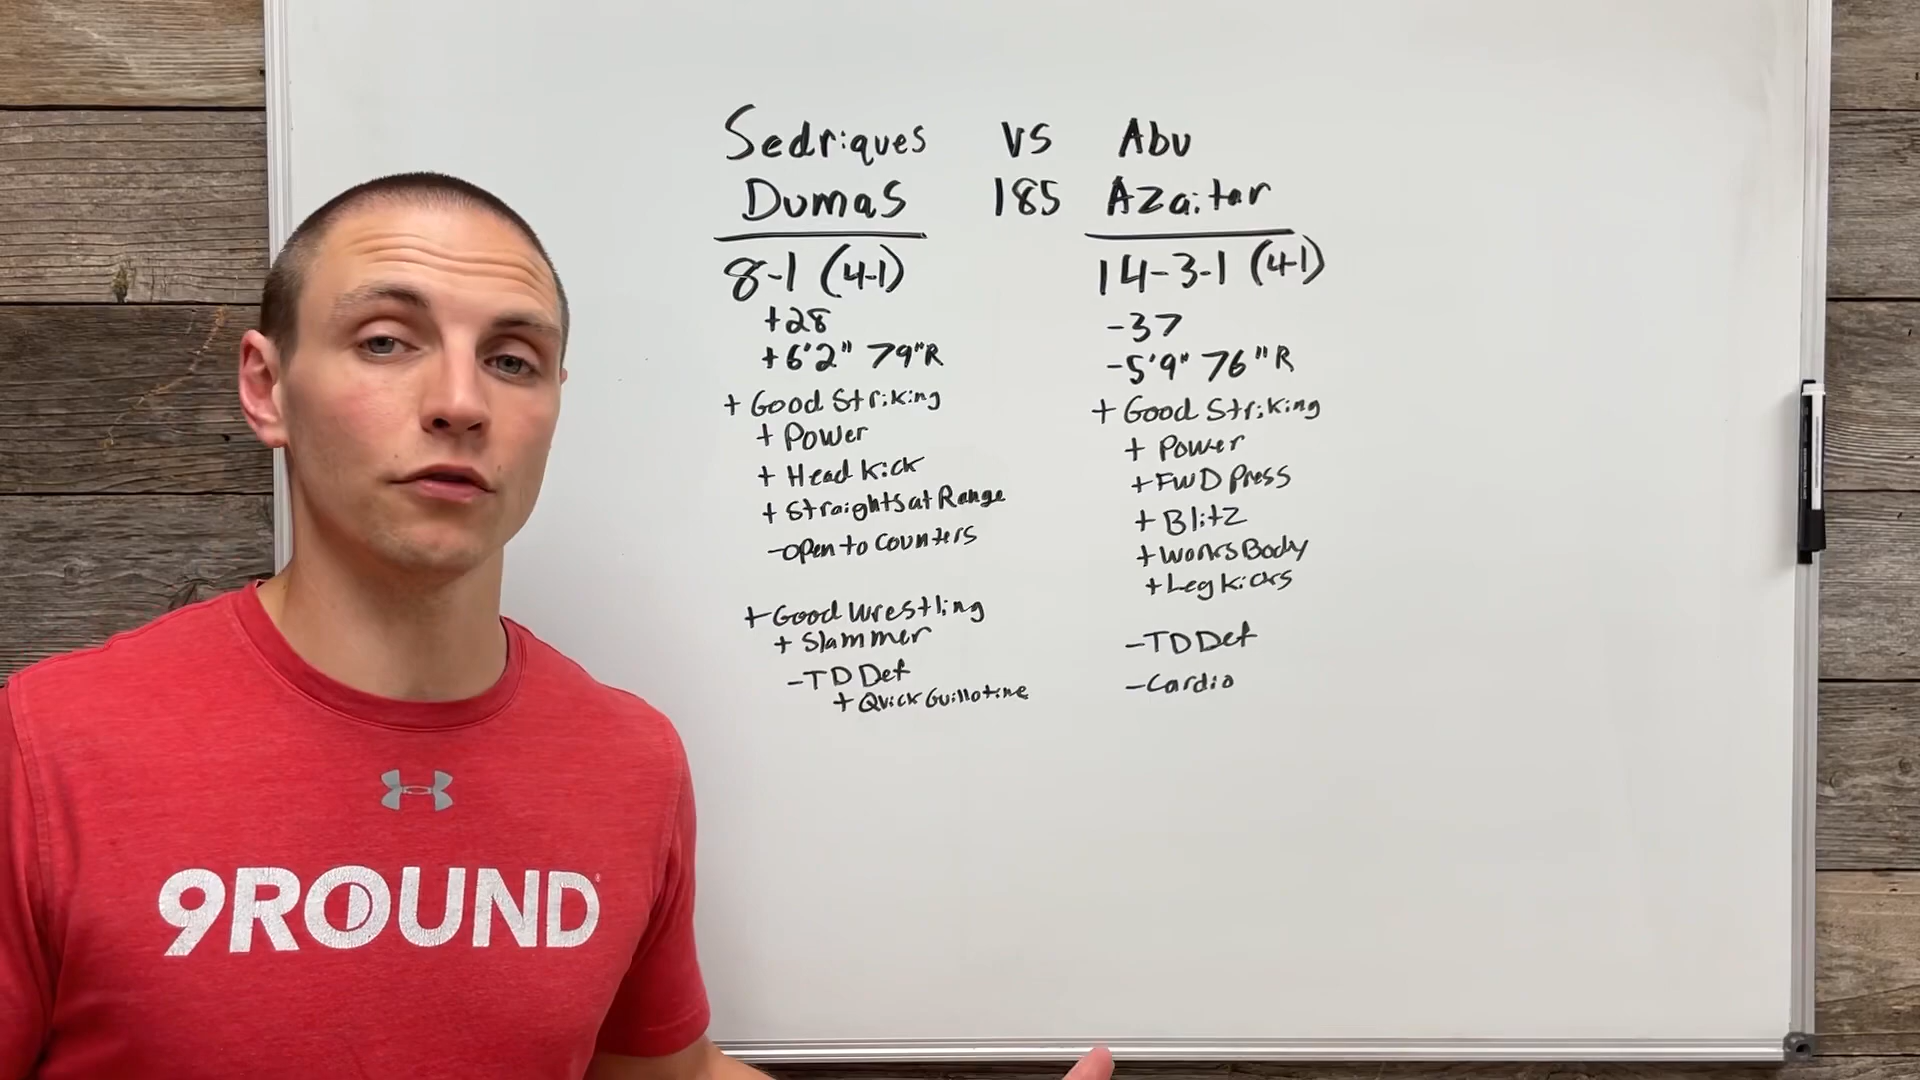 Sedriques VS Abu
Dumas 185 Azaitar
8-1 (4-1) 14-3-1 (4-1)
+28 -37
+6'2" 79"R -5'9" 76"R
+ Good Striking + Good Striking
+ Power + Power
+ Head Kick + FWD Press
+ Straights at Range + Blitz
- Open to Counters + Works Body
+ Leg Kicks
+ Good Wrestling
+ Slammer - TD Def
- TD Def - Cardio
+ Quick Guillotine
9ROUND